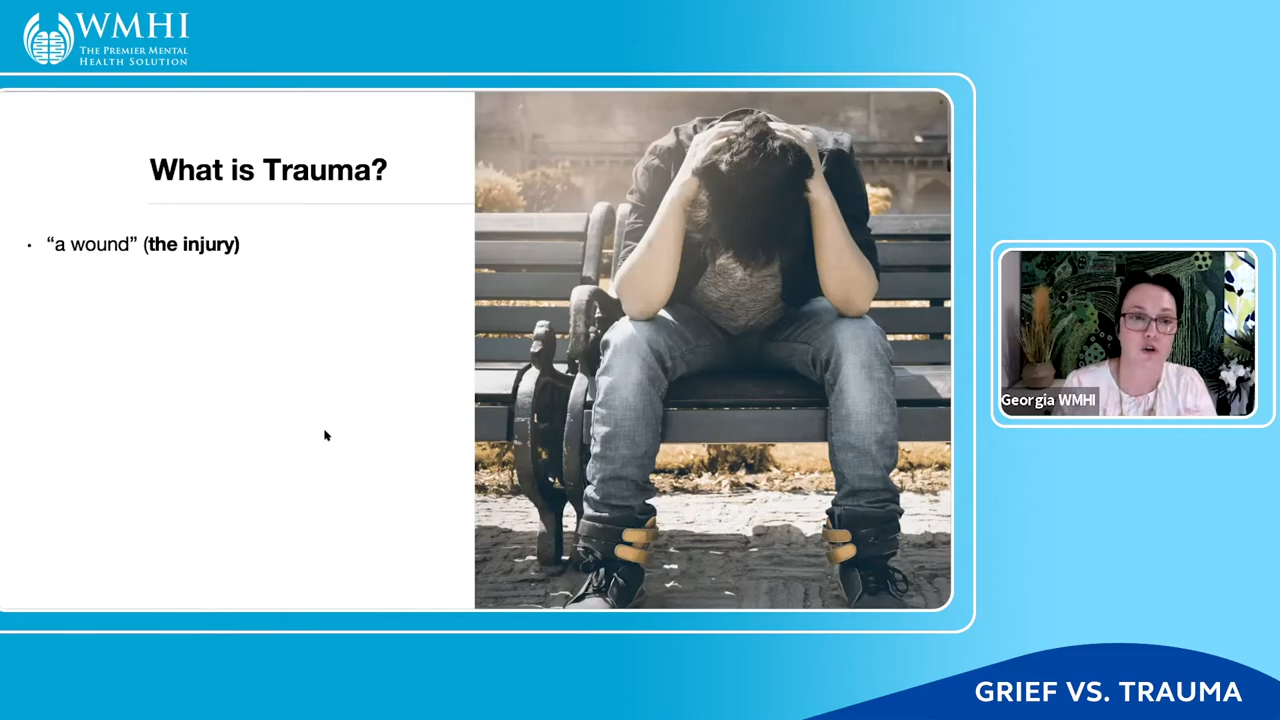 WMHI
THE PREMIER MENTAL
HEALTH SOLUTION
What is Trauma?
• “a wound” (the injury)
Georgia WMHI
GRIEF VS. TRAUMA